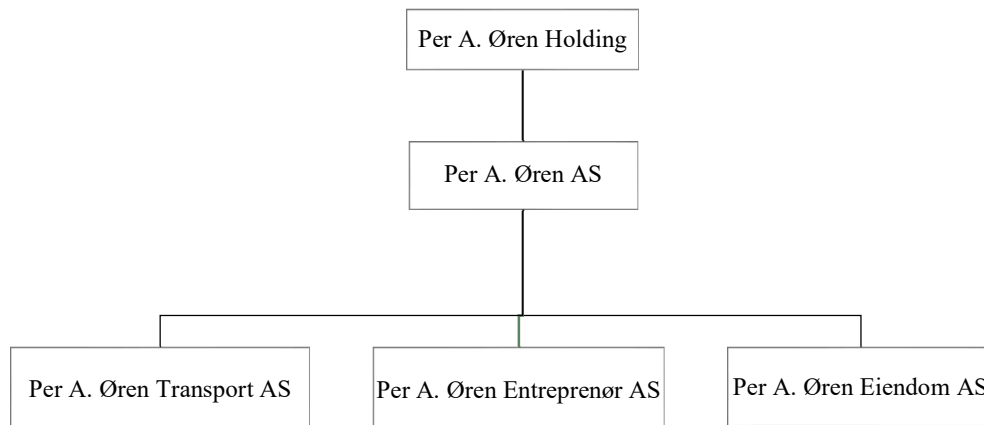 Per A. Øren Holding
Per A. Øren AS
Per A. Øren Transport AS
Per A. Øren Entreprenør AS
Per A. Øren Eiendom AS